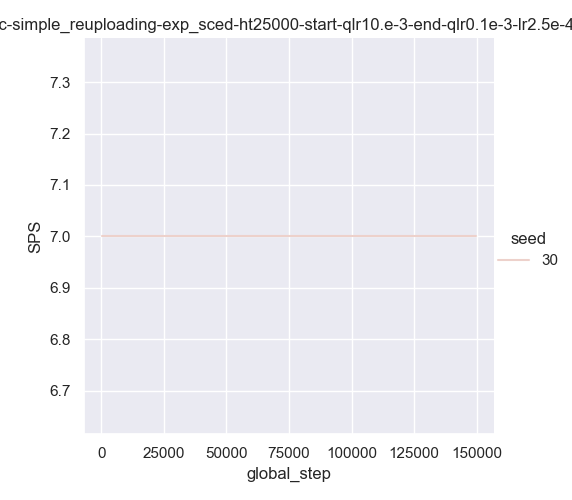 c-simple_reuploading-exp_sced-ht25000-start-qlr10.e-3-end-qlr0.1e-3-lr2.5e-4
7.3
7.2
7.1
7.0
6.9
6.8
6.7
SPS
seed
30
0 25000 50000 75000 100000 125000 150000
global_step